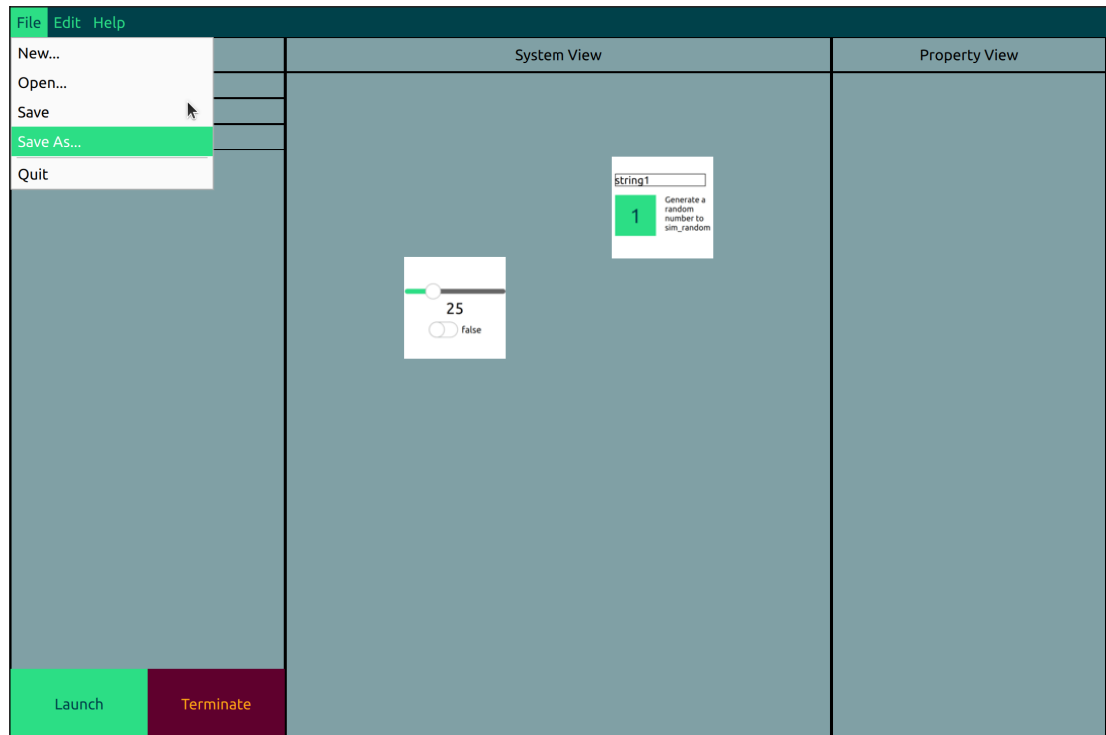 File Edit Help
New...
Open...
Save
Save As...
Quit
System View
Property View
string1
1
Generate a
random
number to
sim_random
25
false
Launch
Terminate